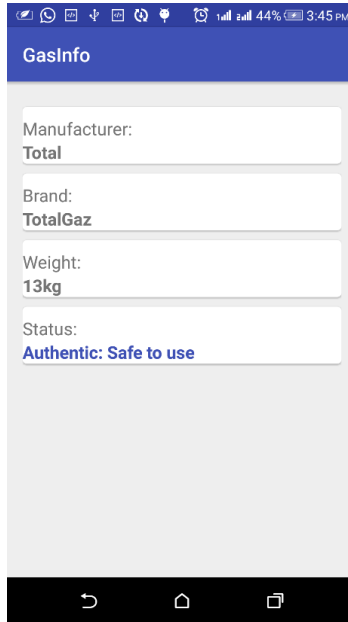 44% 3:45 PM
GasInfo
Manufacturer:
Total
Brand:
TotalGaz
Weight:
13kg
Status:
Authentic: Safe to use